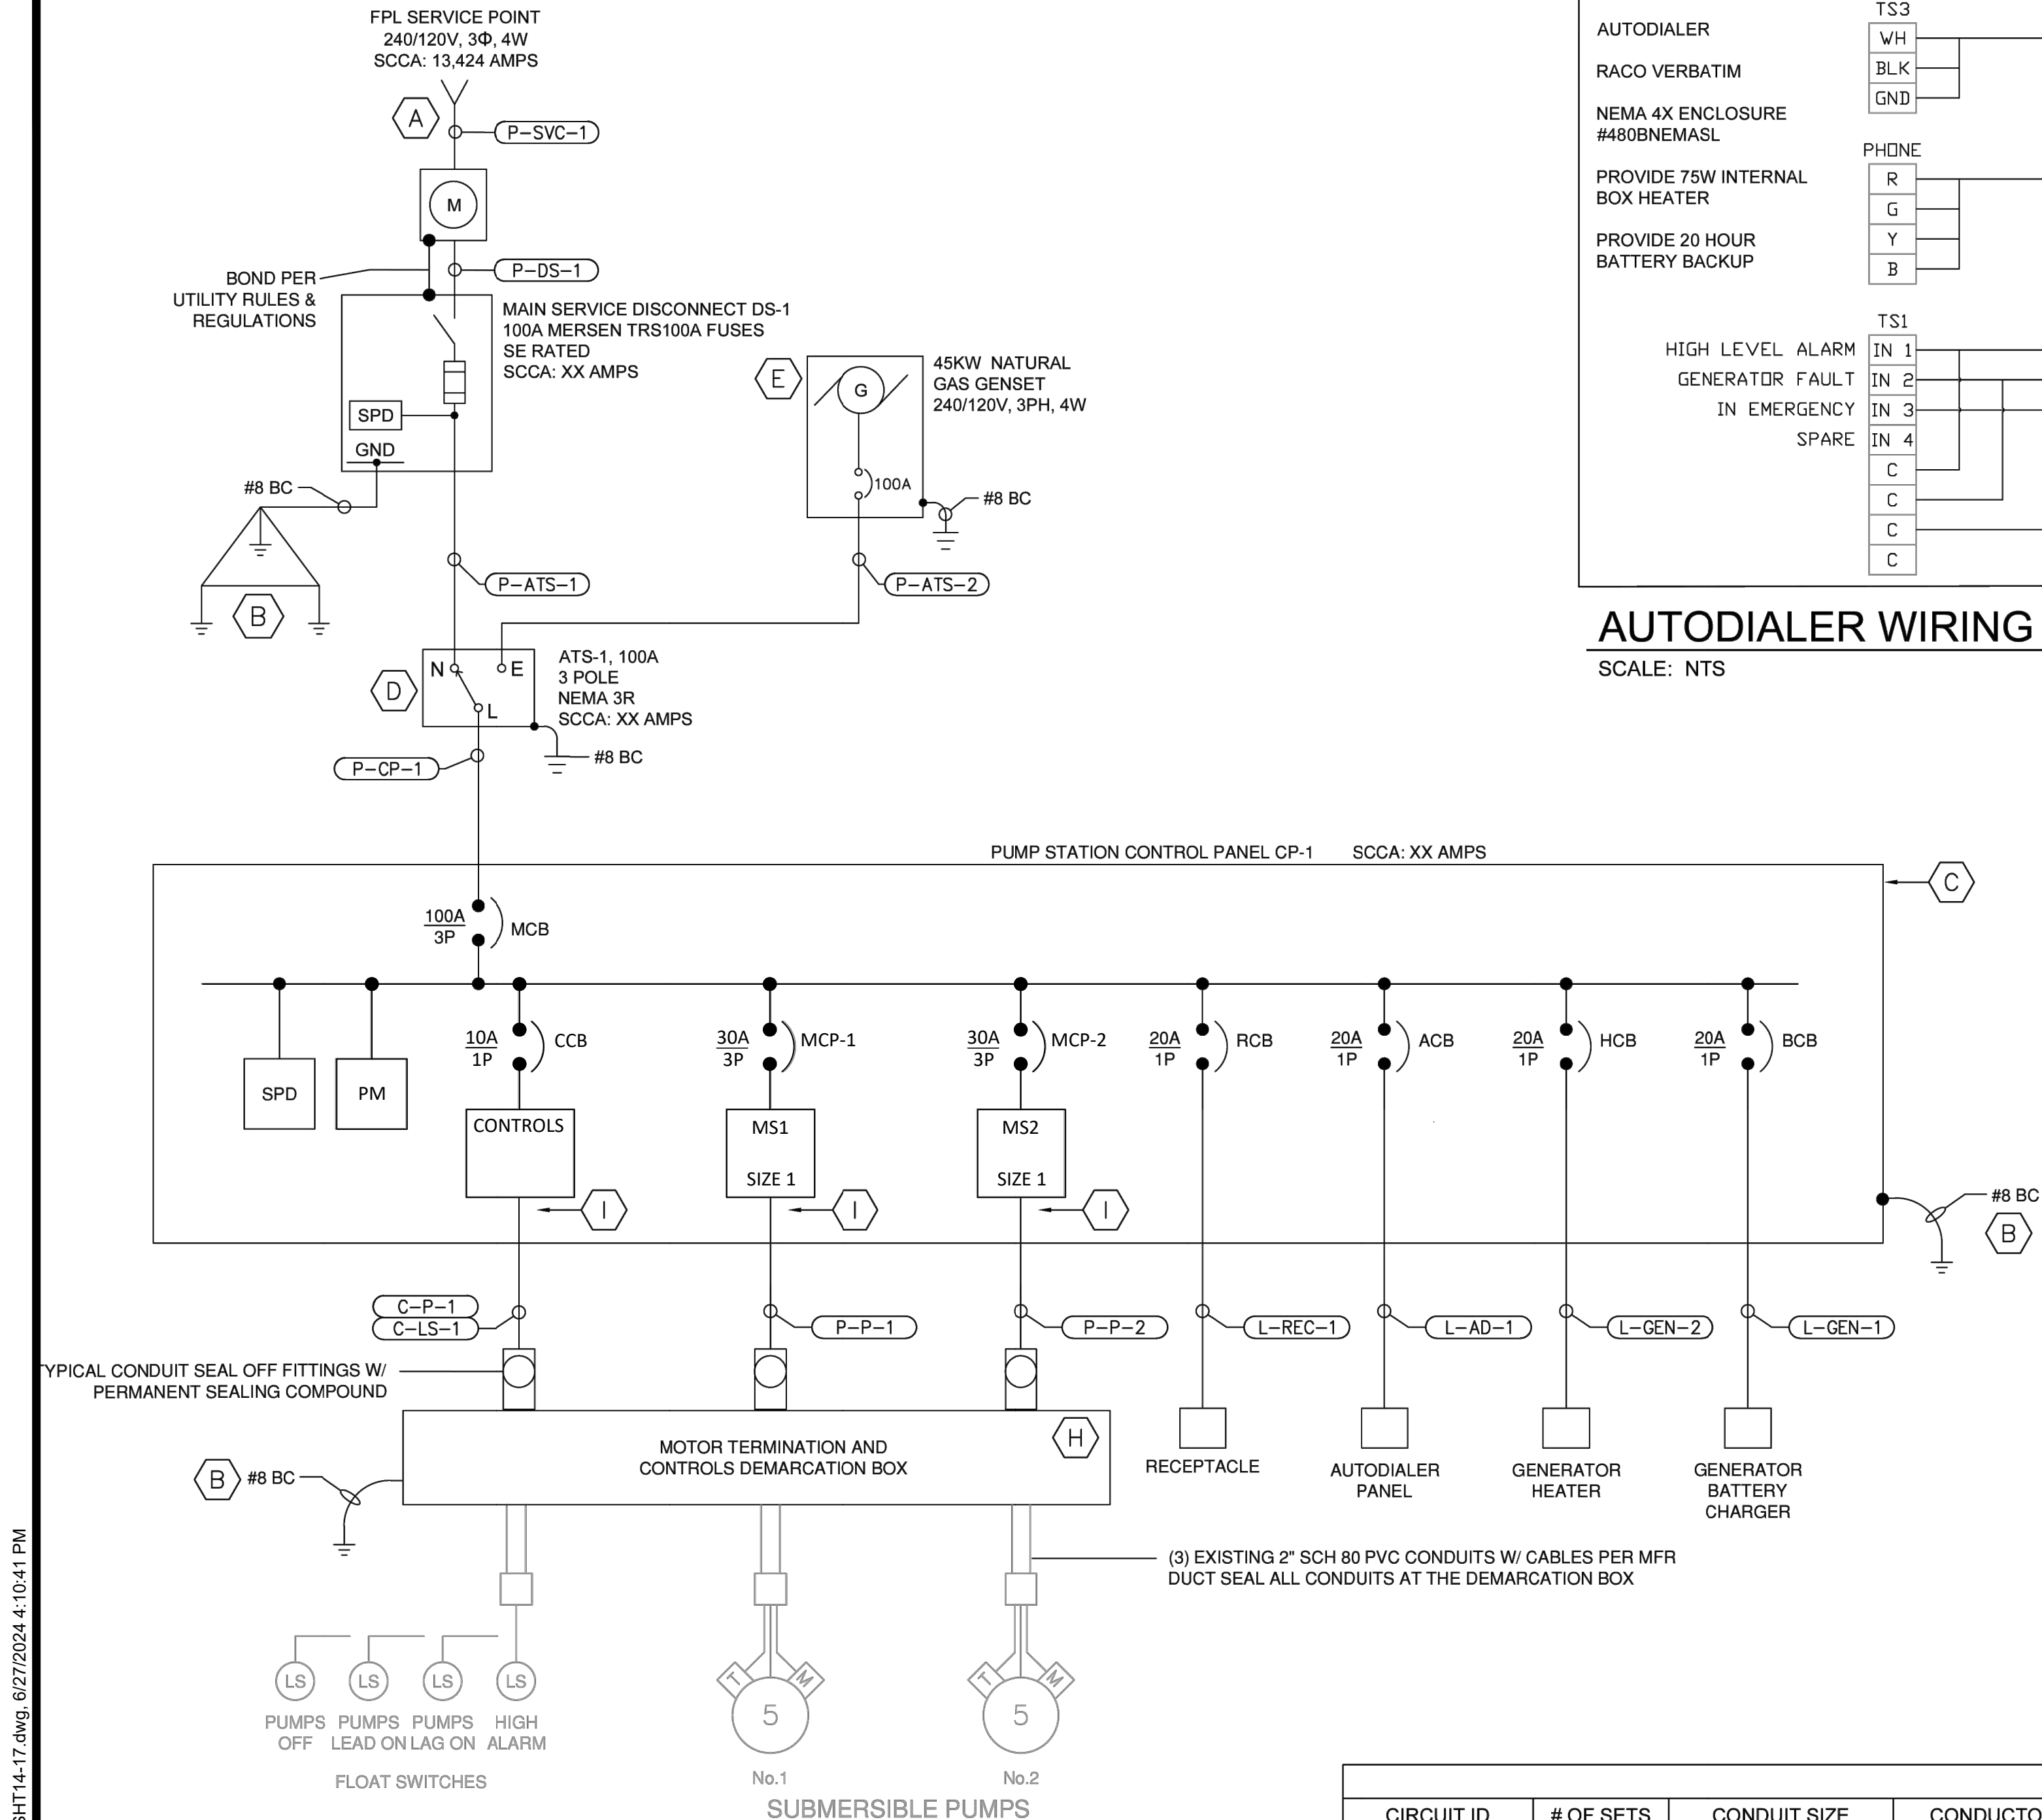 FPL SERVICE POINT
240/120V, 3Φ, 4W
SCCA: 13,424 AMPS
A
P-SVC-1
M
P-DS-1
BOND PER
UTILITY RULES &
REGULATIONS
MAIN SERVICE DISCONNECT DS-1
100A MERSEN TRS100A FUSES
SE RATED
SCCA: XX AMPS
SPD
GND
#8 BC
B
P-ATS-1
E
G
45KW NATURAL
GAS GENSET
240/120V, 3PH, 4W
100A
#8 BC
P-ATS-2
D
N
E
L
ATS-1, 100A
3 POLE
NEMA 3R
SCCA: XX AMPS
#8 BC
P-CP-1
AUTODIALER
RACO VERBATIM
NEMA 4X ENCLOSURE
#480BNEMASL
PROVIDE 75W INTERNAL
BOX HEATER
PROVIDE 20 HOUR
BATTERY BACKUP
TS3
WH
BLK
GND
PHONE
R
G
Y
B
TS1
HIGH LEVEL ALARM IN 1
GENERATOR FAULT IN 2
IN EMERGENCY IN 3
SPARE IN 4
C
C
C
C
AUTODIALER WIRING
SCALE: NTS
PUMP STATION CONTROL PANEL CP-1 SCCA: XX AMPS
C
100A
3P
MCB
10A
1P
CCB
30A
3P
MCP-1
30A
3P
MCP-2
20A
1P
RCB
20A
1P
ACB
20A
1P
HCB
20A
1P
BCB
SPD
PM
CONTROLS
MS1
SIZE 1
MS2
SIZE 1
I
I
I
#8 BC
B
C-P-1
C-LS-1
P-P-1
P-P-2
L-REC-1
L-AD-1
L-GEN-2
L-GEN-1
YPICAL CONDUIT SEAL OFF FITTINGS W/
PERMANENT SEALING COMPOUND
MOTOR TERMINATION AND
CONTROLS DEMARCATION BOX
H
B
#8 BC
RECEPTACLE
AUTODIALER
PANEL
GENERATOR
HEATER
GENERATOR
BATTERY
CHARGER
(3) EXISTING 2" SCH 80 PVC CONDUITS W/ CABLES PER MFR
DUCT SEAL ALL CONDUITS AT THE DEMARCATION BOX
LS
LS
LS
LS
PUMPS
OFF
PUMPS
LEAD ON
PUMPS
LAG ON
HIGH
ALARM
FLOAT SWITCHES
T
M
5
No.1
T
M
5
No.2
SUBMERSIBLE PUMPS
CIRCUIT ID
# OF SETS
CONDUIT SIZE
CONDUCTO
SHT14-17.dwg, 6/27/2024 4:10:41 PM